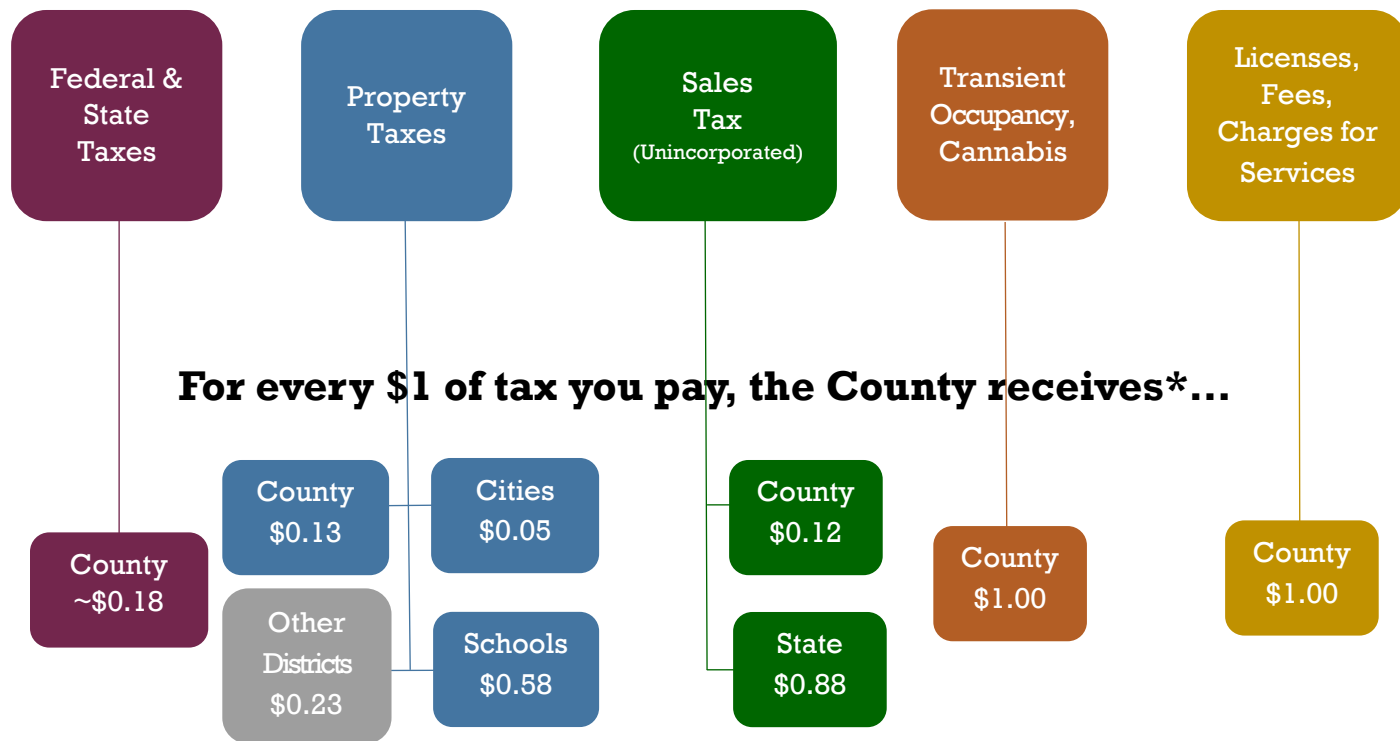 Federal &
State
Taxes
Property
Taxes
Sales
Tax
(Unincorporated)
Transient
Occupancy,
Cannabis
Licenses,
Fees,
Charges for
Services
For every $1 of tax you pay, the County receives*...
County
~$0.18
County
$0.13
Cities
$0.05
Other
Districts
$0.23
Schools
$0.58
County
$0.12
State
$0.88
County
$1.00
County
$1.00